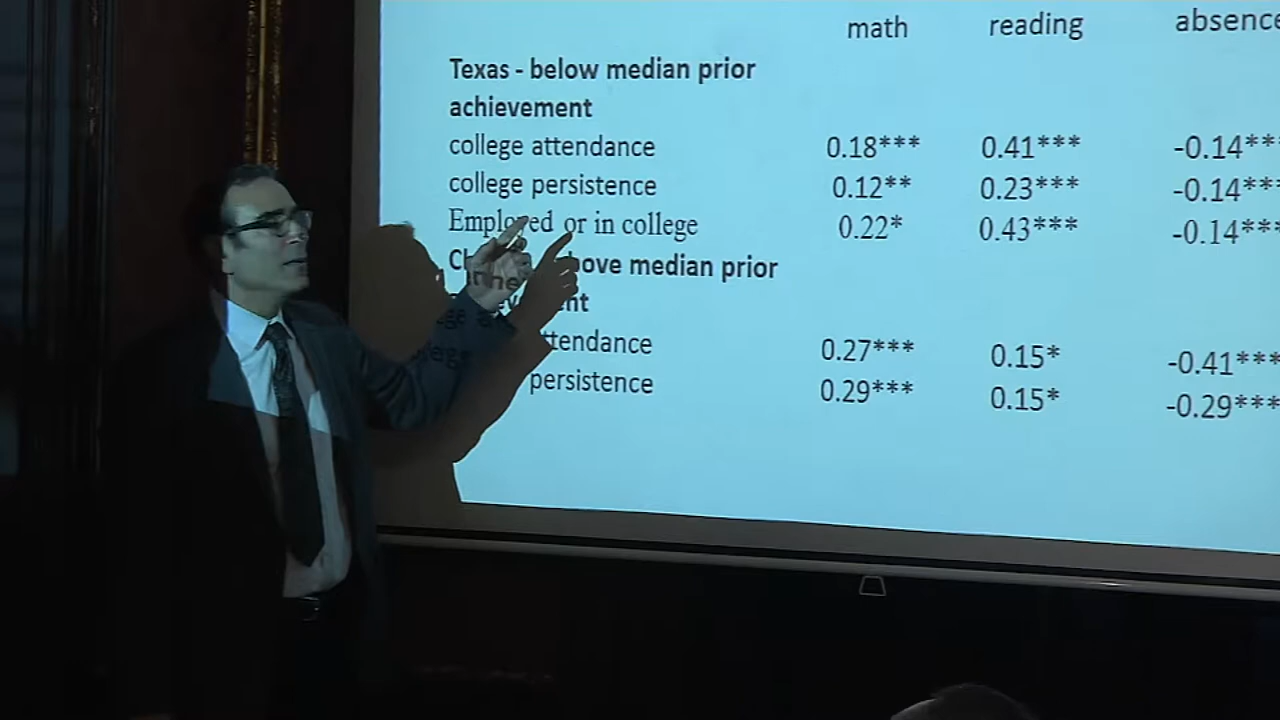 math reading absence
Texas - below median prior
achievement
college attendance 0.18*** 0.41*** -0.14***
college persistence 0.12** 0.23*** -0.14***
Employed or in college 0.22* 0.43*** -0.14***
median prior
attendance 0.27*** 0.15* -0.41***
persistence 0.29*** 0.15* -0.29***